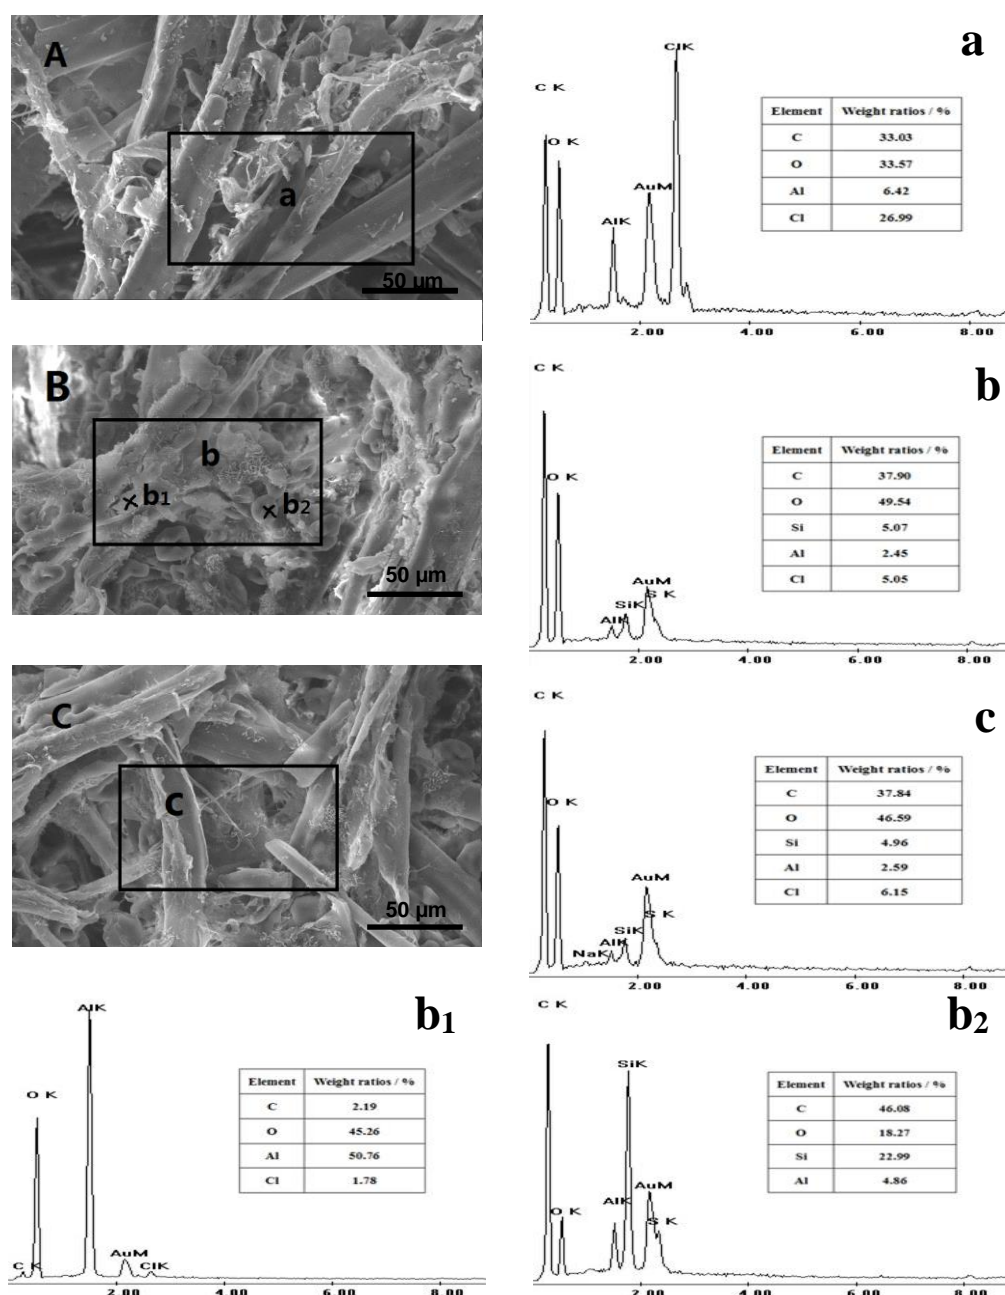 A
a
50 μm
a
C K
O K
AlK
AuM
ClK
2.00 4.00 6.00 8.00
Element Weight ratios / %
C 33.03
O 33.57
Al 6.42
Cl 26.99
B
b
b1
b2
50 μm
b
C K
O K
AlK
SiK
AuM
S K
2.00 4.00 6.00 8.00
Element Weight ratios / %
C 37.90
O 49.54
Si 5.07
Al 2.45
Cl 5.05
C
c
50 μm
c
C K
O K
NaK
AlK
SiK
AuM
S K
2.00 4.00 6.00 8.00
Element Weight ratios / %
C 37.84
O 46.59
Si 4.96
Al 2.59
Cl 6.15
b1
C K
O K
AlK
AuM
ClK
2.00 4.00 6.00 8.00
Element Weight ratios / %
C 2.19
O 45.26
Al 50.76
Cl 1.78
b2
C K
O K
AlK
SiK
AuM
S K
2.00 4.00 6.00 8.00
Element Weight ratios / %
C 46.08
O 18.27
Si 22.99
Al 4.86